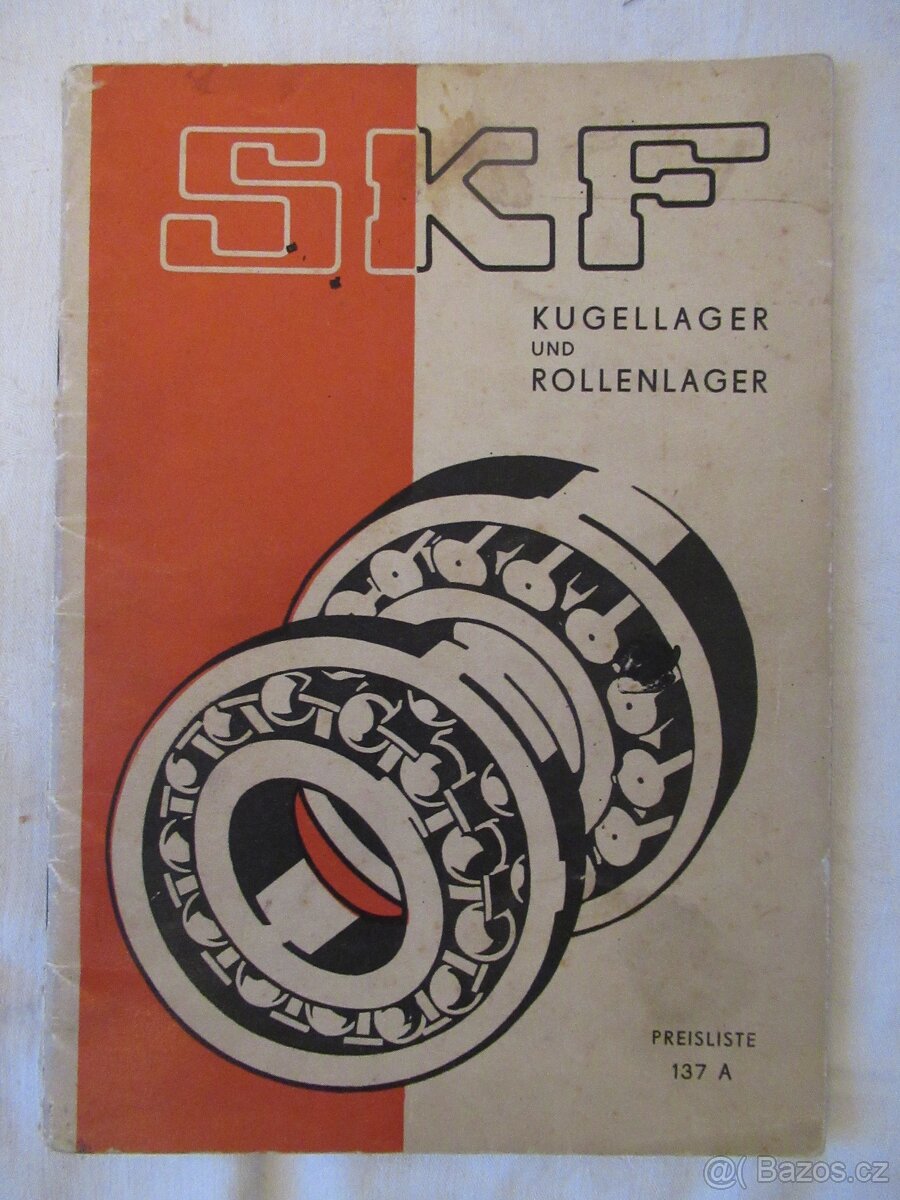 SKF
KUGELLAGER
UND
ROLLENLAGER
PREISLISTE
137 A
@( Bazos.cz